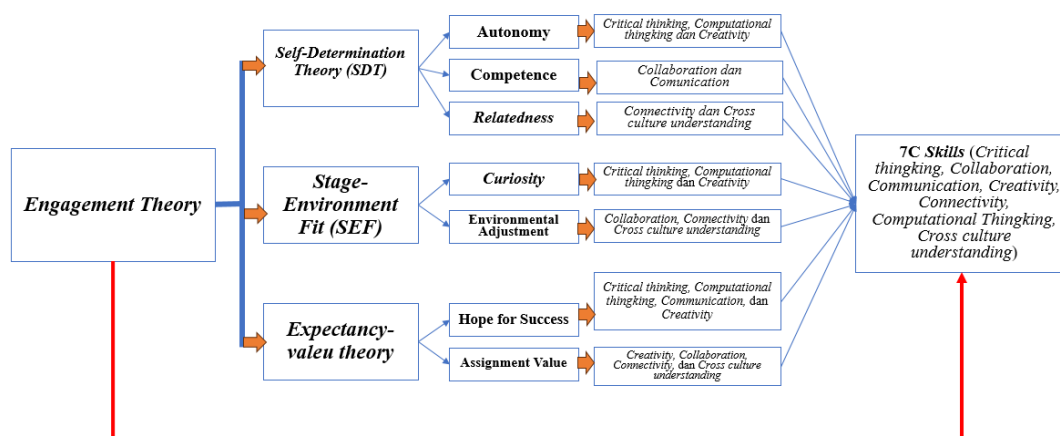 Engagement Theory
Self-Determination
Theory (SDT)
Autonomy
Critical thinking, Computational
thingking dan Creativity
Competence
Collaboration dan
Comunication
Relatedness
Connectivity dan Cross
culture understanding
Stage-
Environment
Fit (SEF)
Curiosity
Critical thinking, Computational
thingking dan Creativity
Environmental
Adjustment
Collaboration, Connectivity dan
Cross culture understanding
Expectancy-
valeu theory
Hope for Success
Critical thinking, Computational
thingking, Communication, dan
Creativity
Assignment Value
Creativity, Collaboration,
Connectivity, dan Cross culture
understanding
7C Skills (Critical
thingking, Collaboration,
Communication, Creativity,
Connectivity,
Computational Thingking,
Cross culture
understanding)